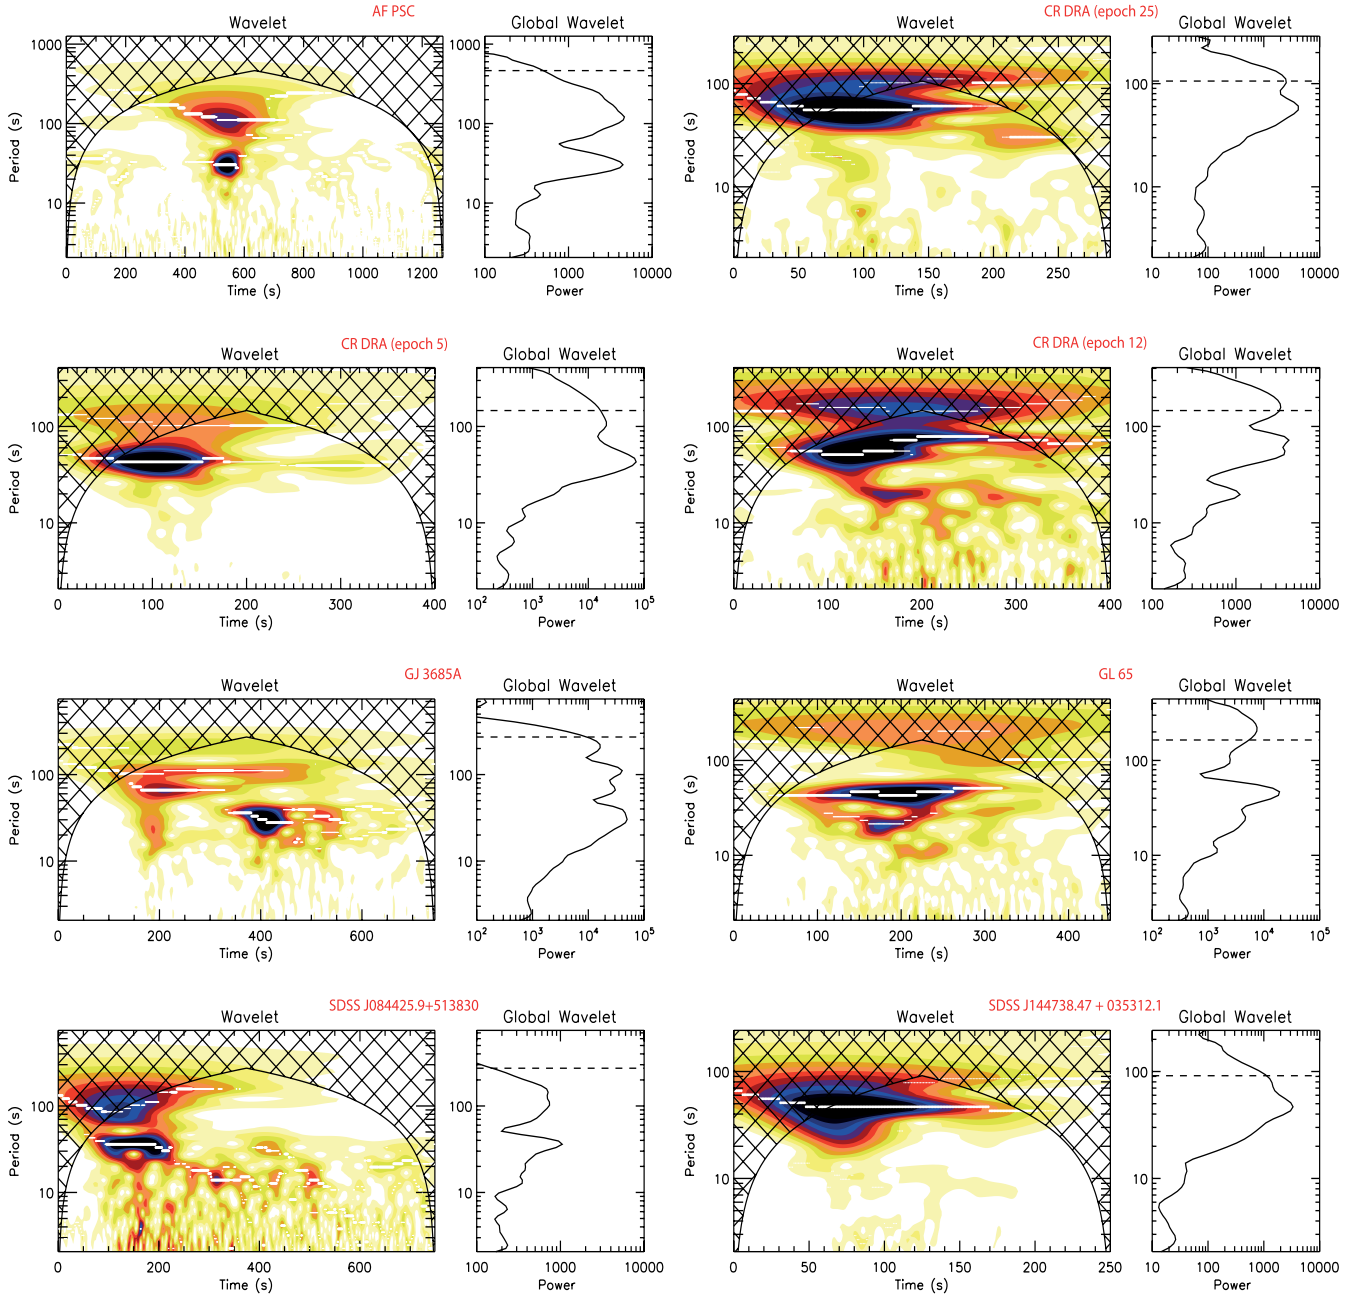 AF PSC
Wavelet
Global Wavelet
1000
100
10
Period (s)
0 200 400 600 800 1000 1200
Time (s)
100 1000 10000
Power
CR DRA (epoch 25)
Wavelet
Global Wavelet
100
10
Period (s)
0 50 100 150 200 250
Time (s)
100
10
10 100 1000 10000
Power
CR DRA (epoch 5)
Wavelet
Global Wavelet
100
10
Period (s)
0 100 200 300 400
Time (s)
100
10
10² 10³ 10⁴ 10⁵
Power
CR DRA (epoch 12)
Wavelet
Global Wavelet
100
10
Period (s)
0 100 200 300 400
Time (s)
100
10
100 1000 10000
Power
GJ 3685A
Wavelet
Global Wavelet
100
10
Period (s)
0 200 400 600
Time (s)
100
10
10² 10³ 10⁴ 10⁵
Power
GL 65
Wavelet
Global Wavelet
100
10
Period (s)
0 100 200 300 400
Time (s)
100
10
10² 10³ 10⁴ 10⁵
Power
SDSS J084425.9+513830
Wavelet
Global Wavelet
100
10
Period (s)
0 200 400 600
Time (s)
100
10
100 1000 10000
Power
SDSS J144738.47 + 035312.1
Wavelet
Global Wavelet
100
10
Period (s)
0 50 100 150 200 250
Time (s)
100
10
10 100 1000 10000
Power